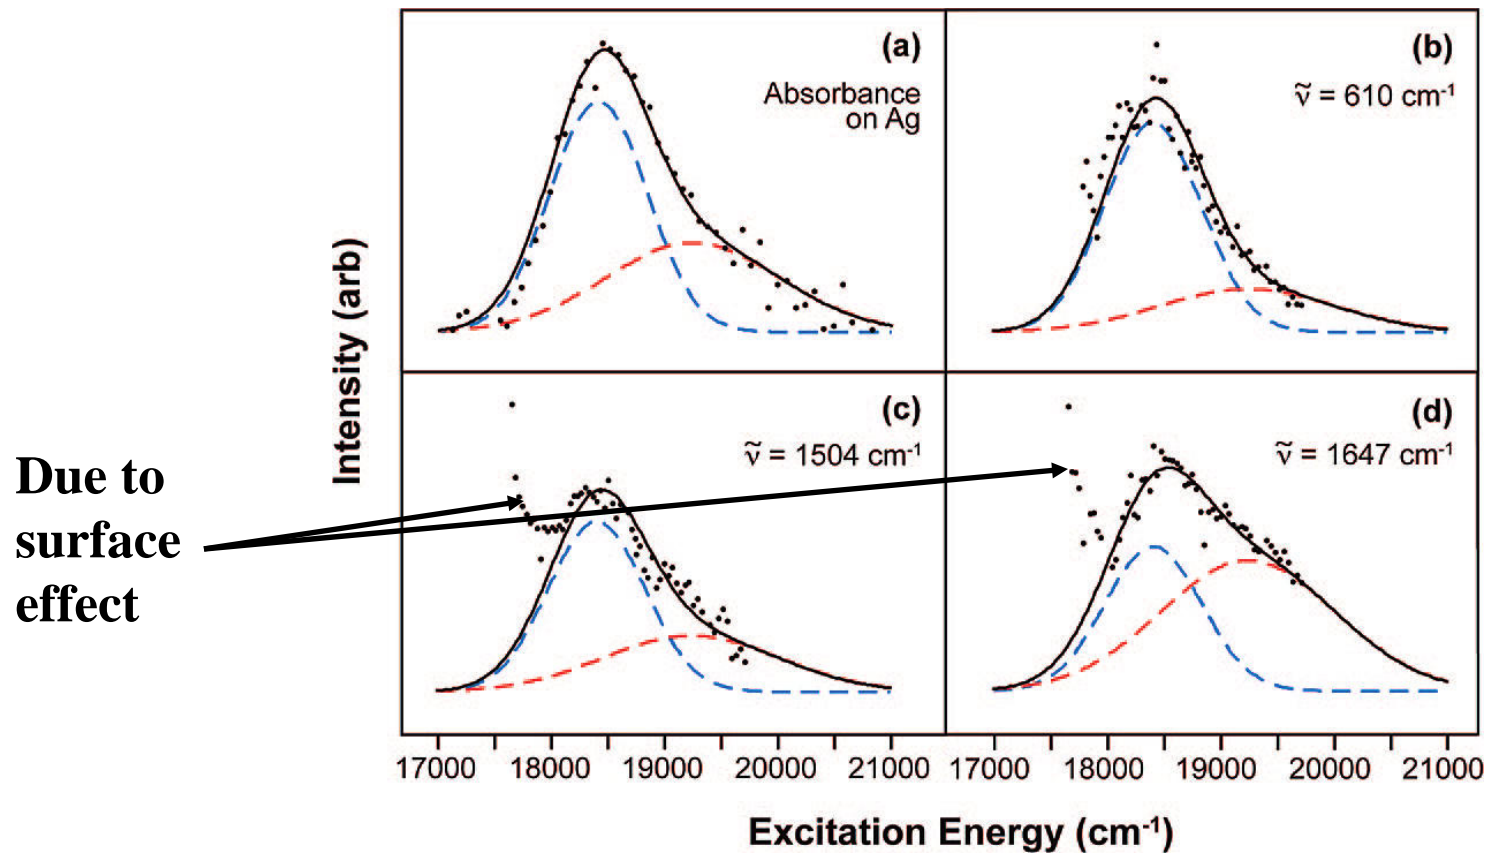 (a)
Absorbance
on Ag
(b)
ṽ = 610 cm⁻¹
(c)
ṽ = 1504 cm⁻¹
(d)
ṽ = 1647 cm⁻¹
Due to
surface
effect
Intensity (arb)
17000 18000 19000 20000 21000 17000 18000 19000 20000 21000
Excitation Energy (cm⁻¹)